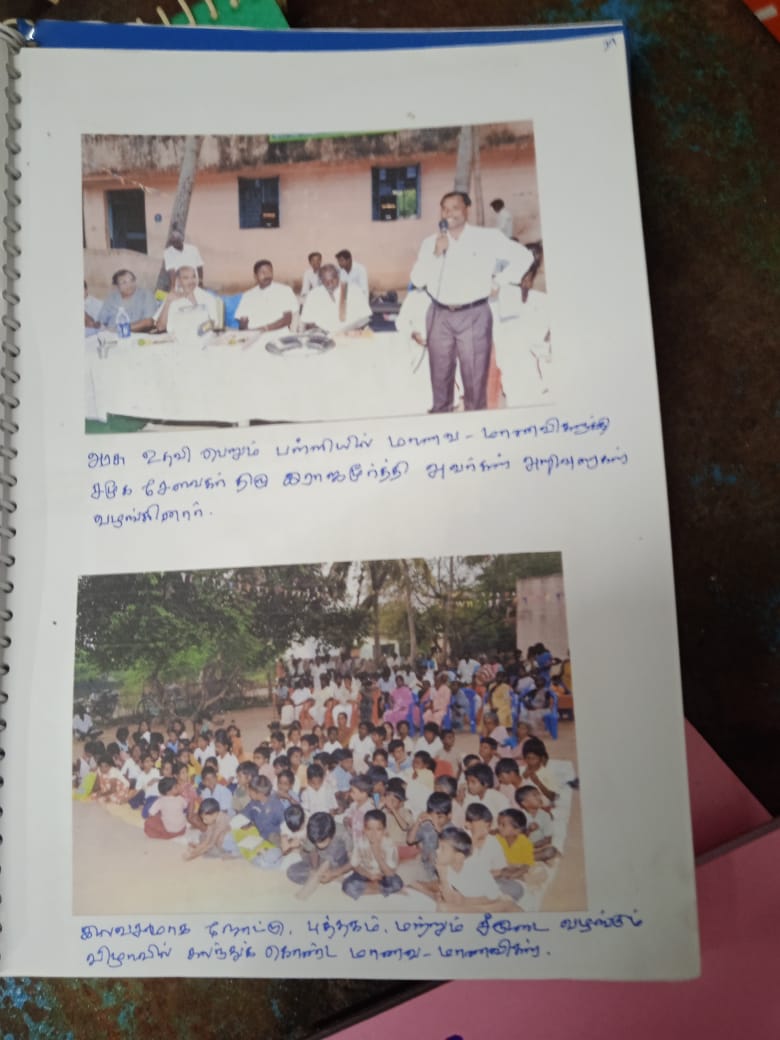 அரசு உதவி பெறும் பள்ளியில் மாணவ - மாணவிகளுக்கு
சமூக சேவகர் திரு இராஜமூர்த்தி அவர்கள் அறிவுரைகள்
வழங்கினார்.
இலவசமாக நோட்டு, புத்தகம், மற்றும் சீருடை வழங்கும்
விழாவில் கலந்துக் கொண்ட மாணவ - மாணவிகள்.